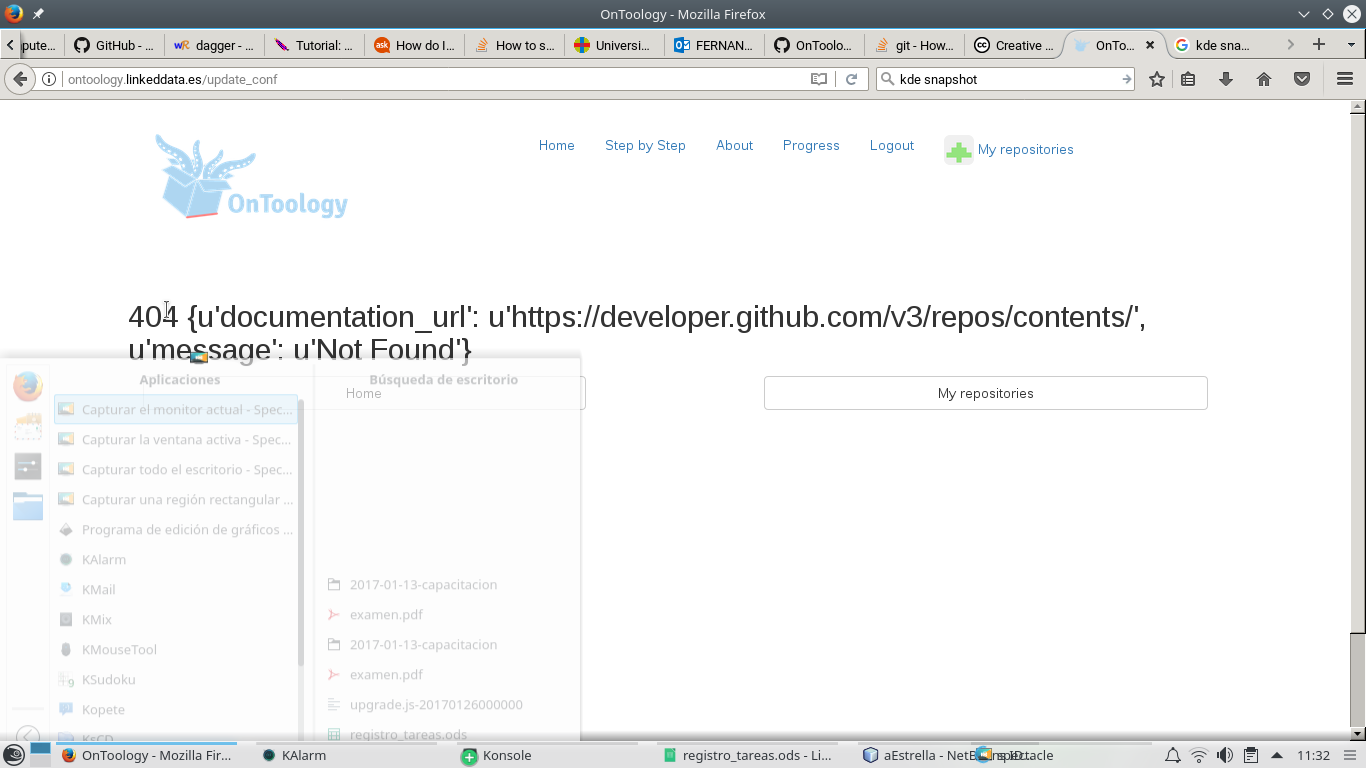 OnToology - Mozilla Firefox
pute...
GitHub - ...
wR dagger - ...
Tutorial: ...
ask How do I...
How to s...
Universi...
FERNAN...
OnToolo...
git - How...
Creative ...
OnTo...
kde sna...
ontoology.linkeddata.es/update_conf
kde snapshot
Home
Step by Step
About
Progress
Logout
My repositories
OnToology
404 {u'documentation_url': u'https://developer.github.com/v3/repos/contents/',
u'message': u'Not Found'}
Home
My repositories
Aplicaciones
Capturar el monitor actual - Spec...
Capturar la ventana activa - Spec...
Capturar todo el escritorio - Spec...
Capturar una región rectangular ...
Programa de edición de gráficos ...
KAlarm
KMail
KMix
KMouseTool
KSudoku
Kopete
KsCD
Búsqueda de escritorio
2017-01-13-capacitacion
examen.pdf
2017-01-13-capacitacion
examen.pdf
upgrade.js-20170126000000
registro_tareas.ods
OnToology - Mozilla Fir...
KAlarm
Konsole
registro_tareas.ods - Li...
aEstrella - NetBeans ID...
spectacle
11:32